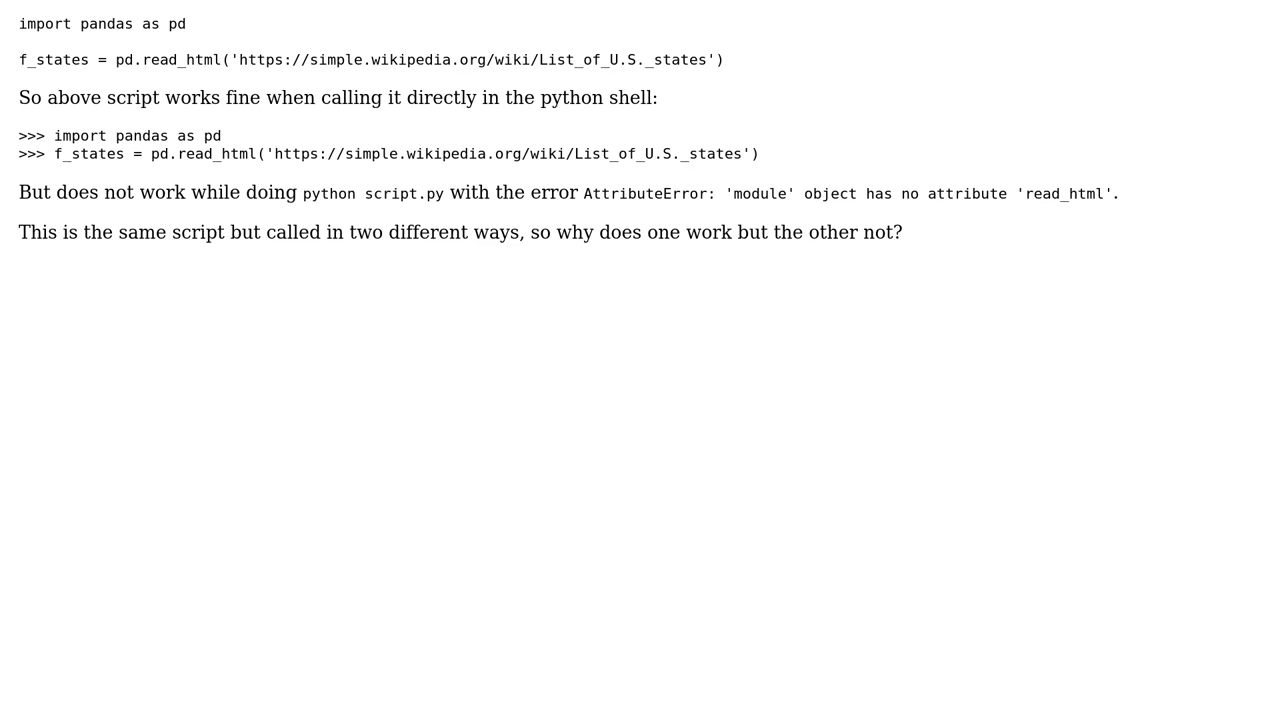 import pandas as pd
f_states = pd.read_html('https://simple.wikipedia.org/wiki/List_of_U.S._states')
So above script works fine when calling it directly in the python shell:
>>> import pandas as pd
>>> f_states = pd.read_html('https://simple.wikipedia.org/wiki/List_of_U.S._states')
But does not work while doing python script.py with the error AttributeError: 'module' object has no attribute 'read_html'.
This is the same script but called in two different ways, so why does one work but the other not?